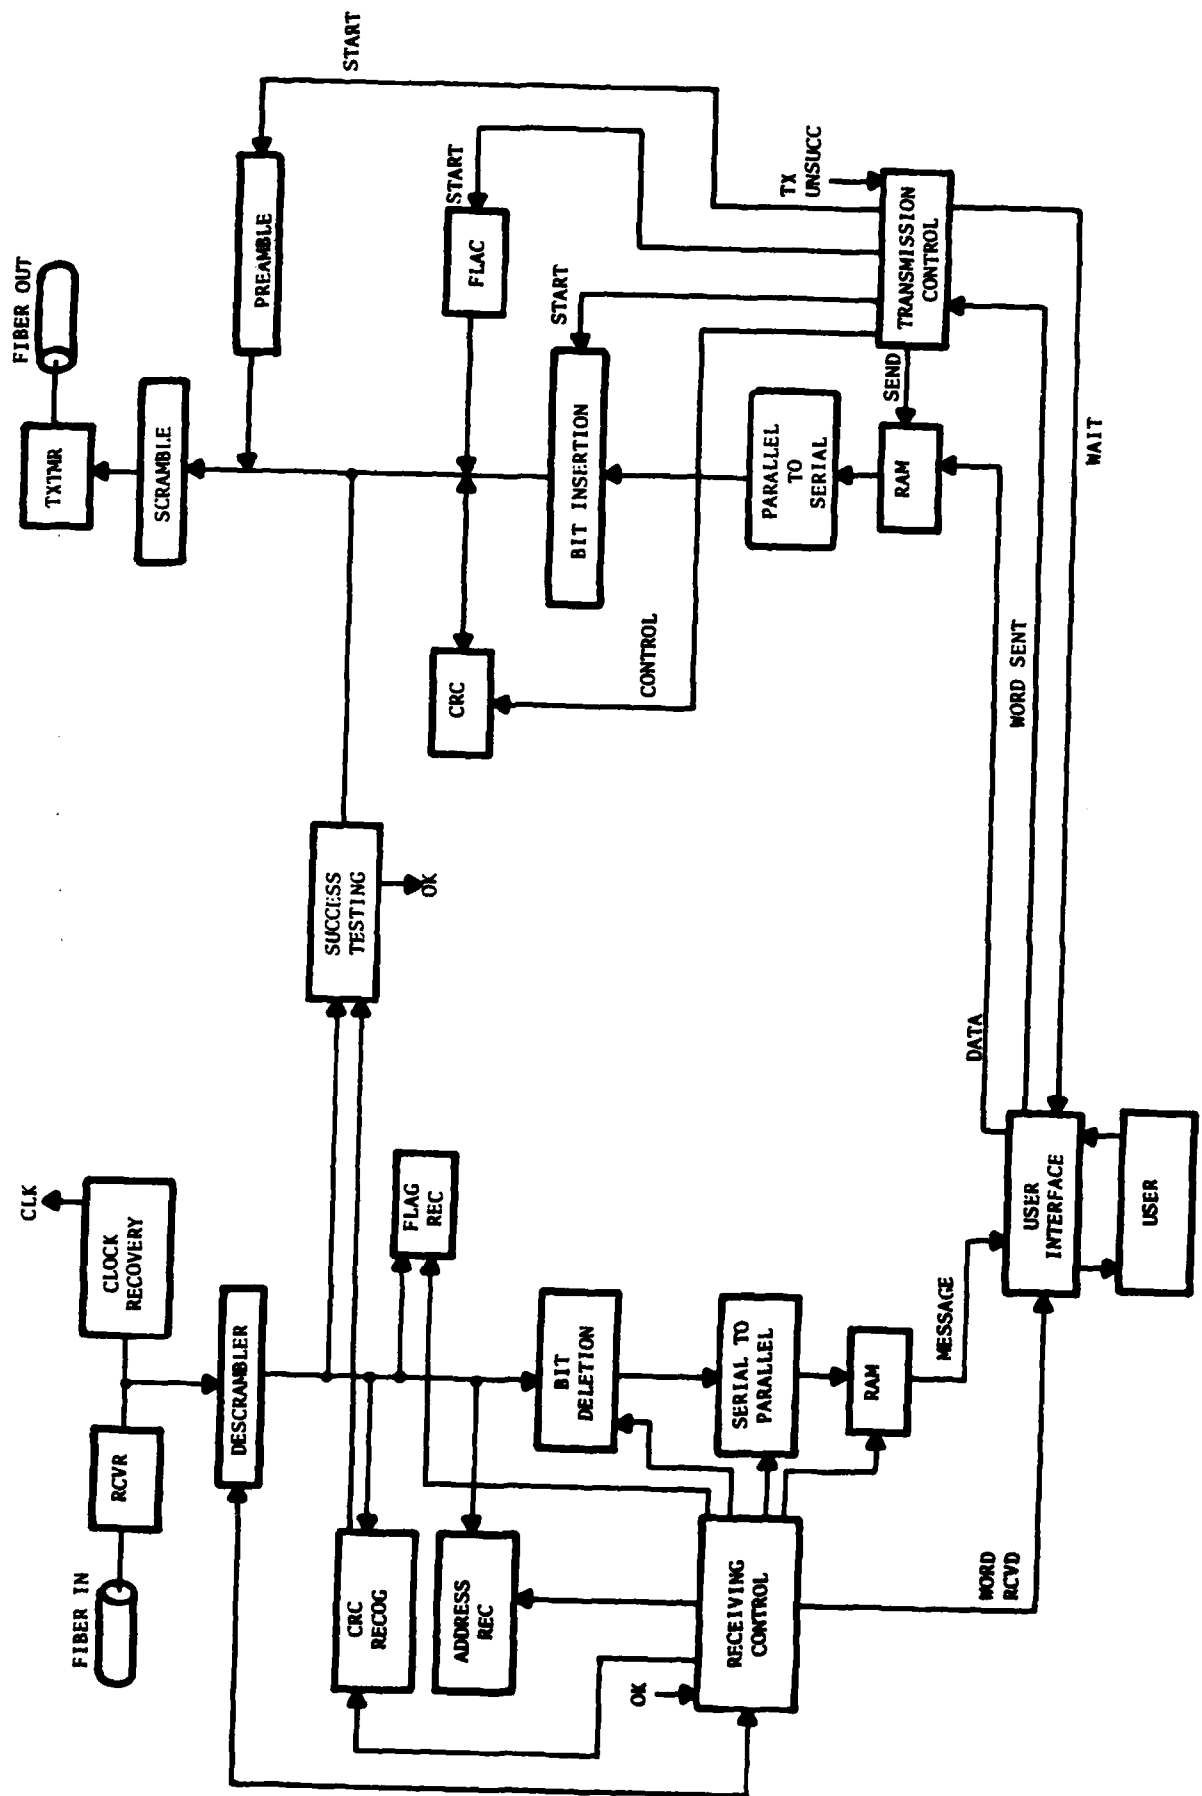 FIBER IN
RCVR
CLOCK
RECOVERY
CLK
DESCRAMBLER
CRC
RECOG
ADDRESS
REC
FLAG
REC
SUCCESS
TESTING
OK
BIT
DELETION
SERIAL TO
PARALLEL
RAM
MESSAGE
OK
RECEIVING
CONTROL
WORD
RCVD
USER
INTERFACE
USER
FIBER OUT
TXTMR
SCRAMBLE
PREAMBLE
START
CRC
FLAC
START
BIT INSERTION
START
CONTROL
PARALLEL
TO
SERIAL
TX
UNSUCC
RAM
SEND
TRANSMISSION
CONTROL
DATA
WORD SENT
WAIT